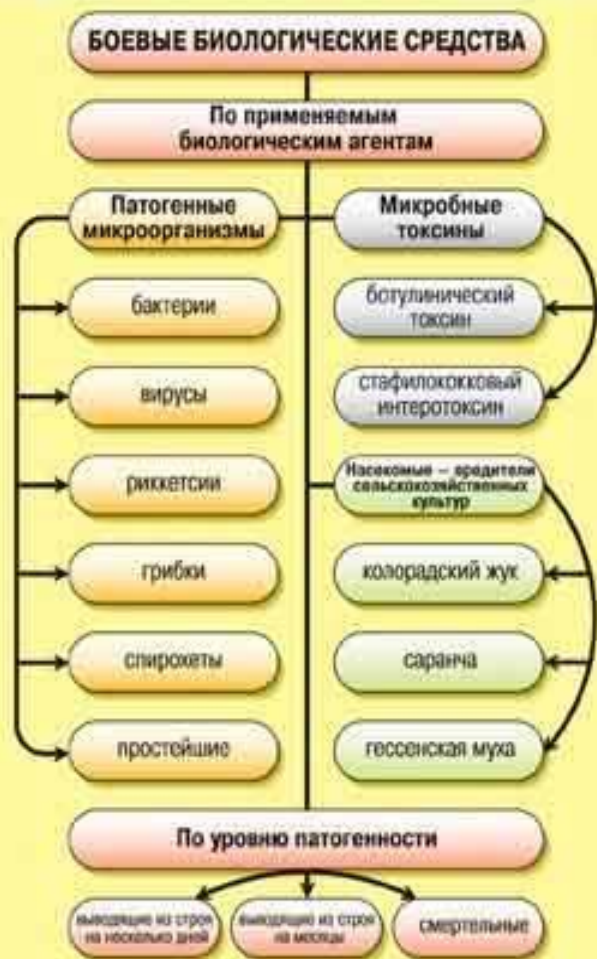 БОЕВЫЕ БИОЛОГИЧЕСКИЕ СРЕДСТВА
По применяемым
биологическим агентам
Патогенные
микроорганизмы
бактерии
вирусы
риккетсии
грибки
спирохеты
простейшие
Микробные
токсины
ботулинический
токсин
стафилококковый
интеротоксин
Насекомые – вредители
сельскохозяйственных
культур
колорадский жук
саранча
гессенская муха
По уровню патогенности
выводящие из строя
на несколько дней
выводящие из строя
на месяцы
смертельные